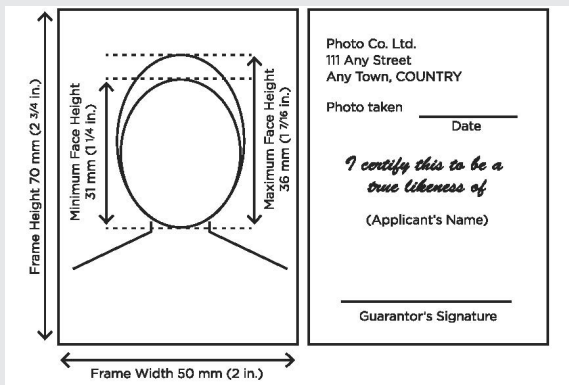 Frame Height 70 mm (2 3/4 in.)
Minimum Face Height
31 mm (1 1/4 in.)
Maximum Face Height
36 mm (1 7/16 in.)
Frame Width 50 mm (2 in.)
Photo Co. Ltd.
111 Any Street
Any Town, COUNTRY
Photo taken
Date
I certify this to be a
true likeness of
(Applicant's Name)
Guarantor's Signature